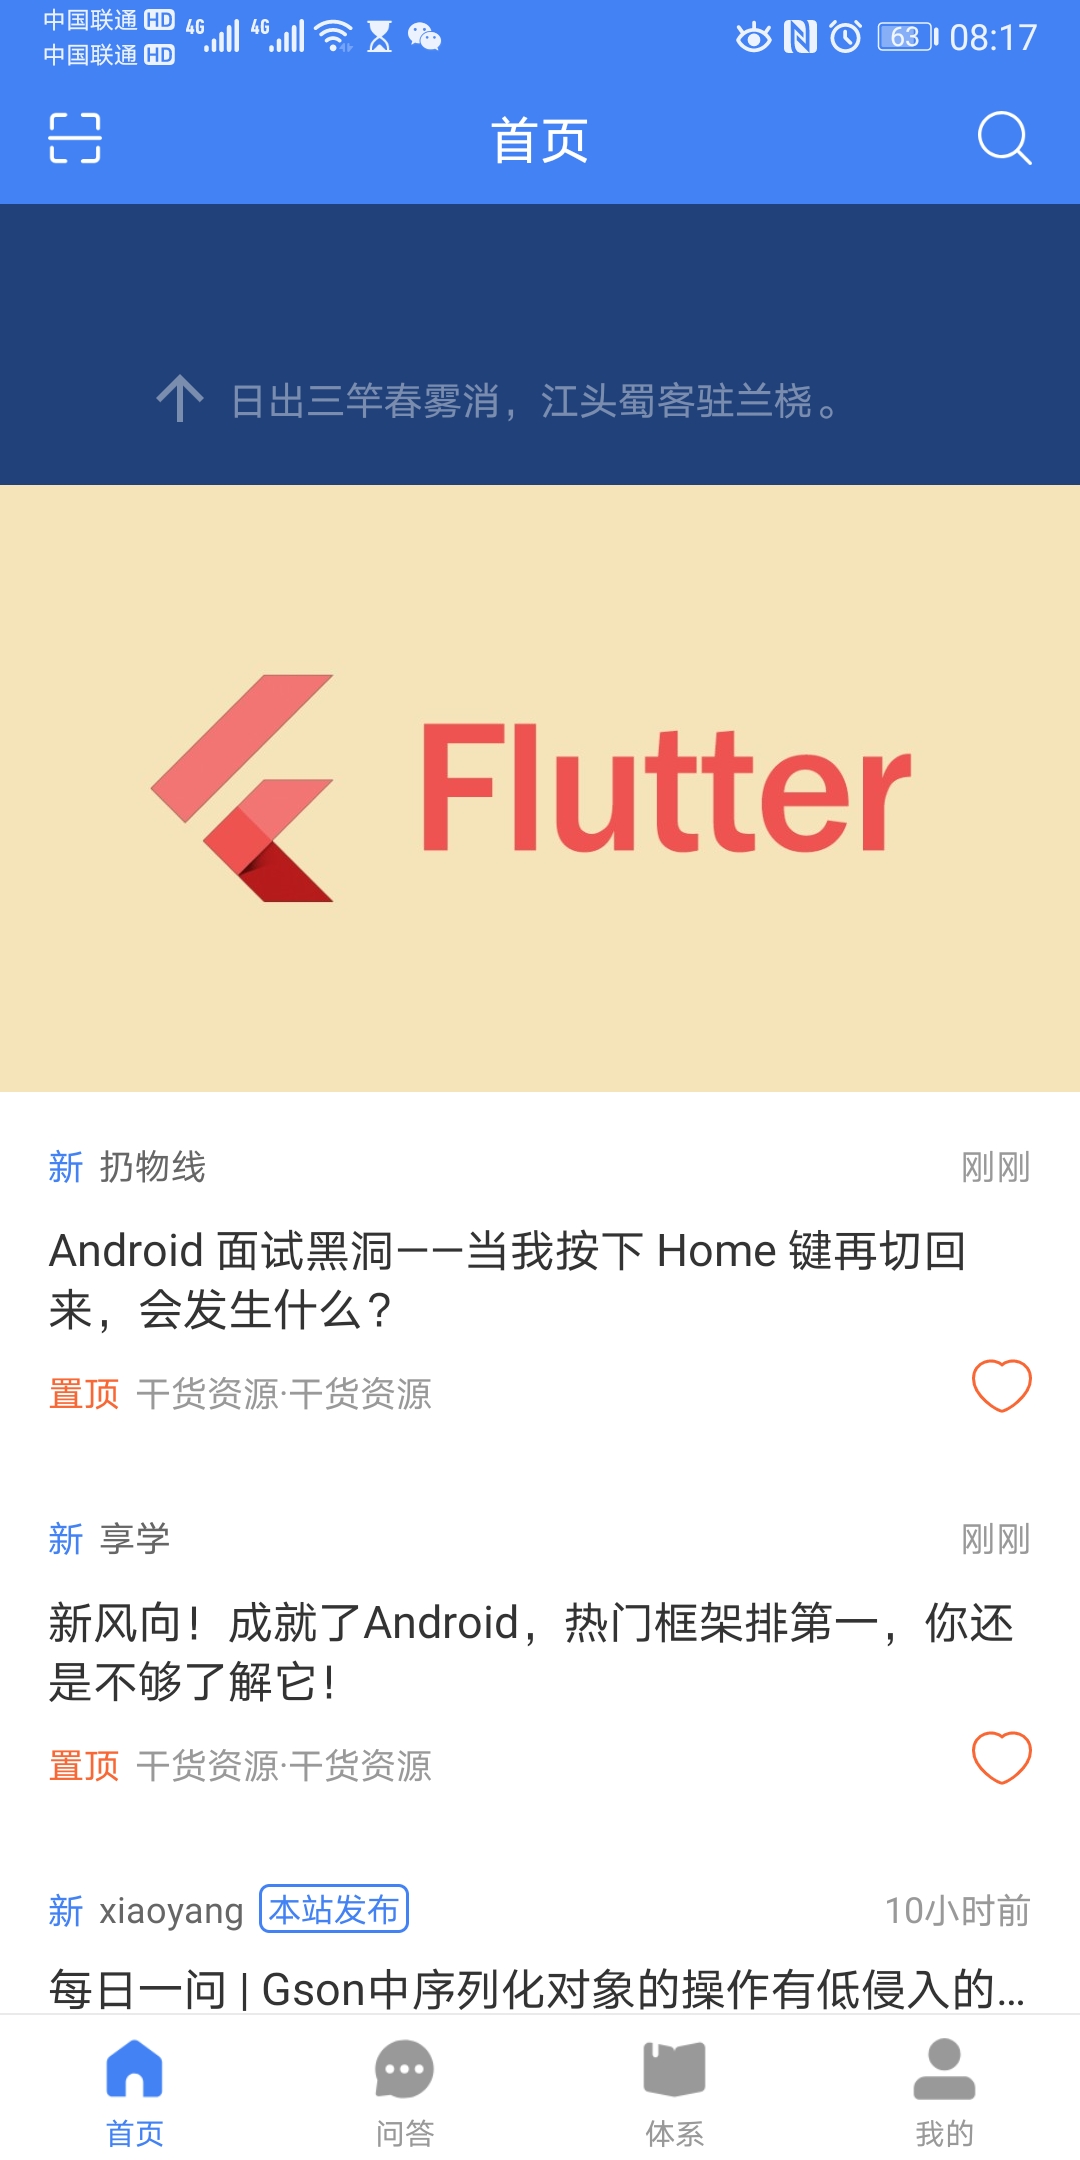 中国联通 HD 4G 4G 63 08:17
中国联通 HD
首页
日出三竿春雾消，江头蜀客驻兰桡。
Flutter
新 扔物线 刚刚
Android 面试黑洞——当我按下 Home 键再切回
来，会发生什么？
置顶 干货资源·干货资源
新 享学 刚刚
新风向！成就了Android，热门框架排第一，你还
是不够了解它！
置顶 干货资源·干货资源
新 xiaoyang 本站发布 10小时前
每日一问 | Gson中序列化对象的操作有低侵入的...
首页 问答 体系 我的